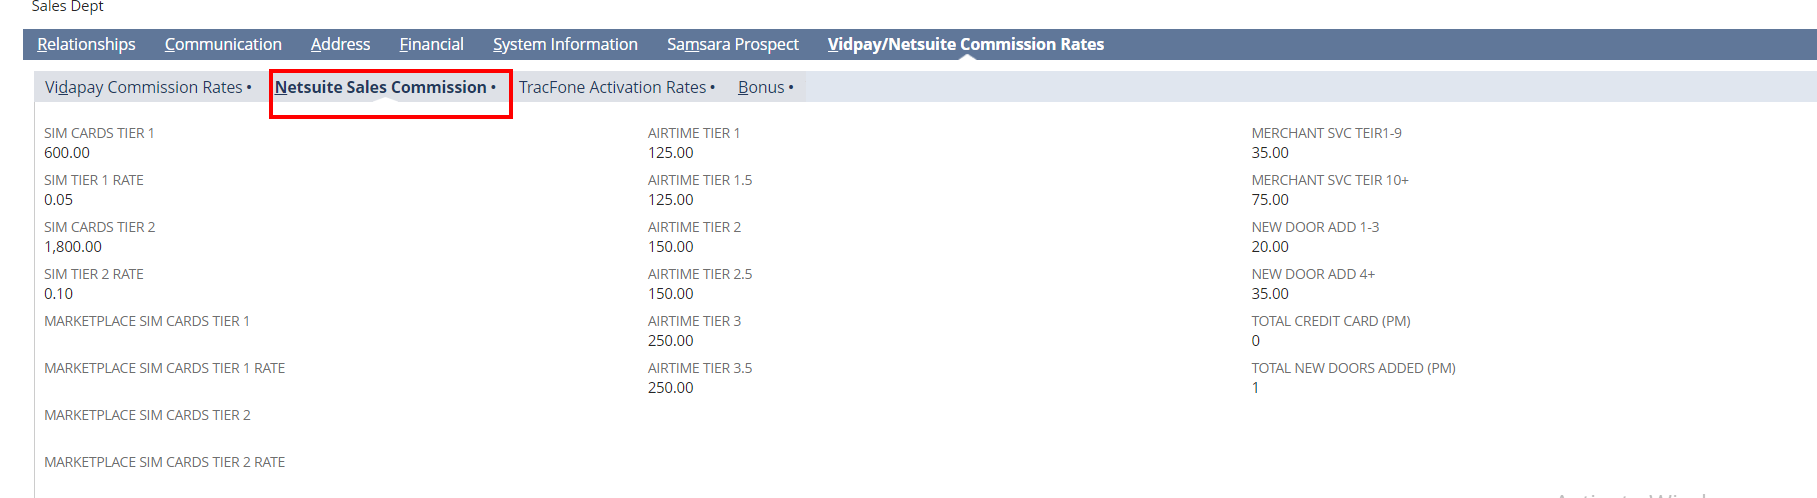 Sales Dept
Relationships Communication Address Financial System Information Samsara Prospect Vidpay/Netsuite Commission Rates
Vidapay Commission Rates • Netsuite Sales Commission • TracFone Activation Rates • Bonus •
SIM CARDS TIER 1
600.00
SIM TIER 1 RATE
0.05
SIM CARDS TIER 2
1,800.00
SIM TIER 2 RATE
0.10
MARKETPLACE SIM CARDS TIER 1
MARKETPLACE SIM CARDS TIER 1 RATE
MARKETPLACE SIM CARDS TIER 2
MARKETPLACE SIM CARDS TIER 2 RATE
AIRTIME TIER 1
125.00
AIRTIME TIER 1.5
125.00
AIRTIME TIER 2
150.00
AIRTIME TIER 2.5
150.00
AIRTIME TIER 3
250.00
AIRTIME TIER 3.5
250.00
MERCHANT SVC TEIR1-9
35.00
MERCHANT SVC TEIR 10+
75.00
NEW DOOR ADD 1-3
20.00
NEW DOOR ADD 4+
35.00
TOTAL CREDIT CARD (PM)
0
TOTAL NEW DOORS ADDED (PM)
1